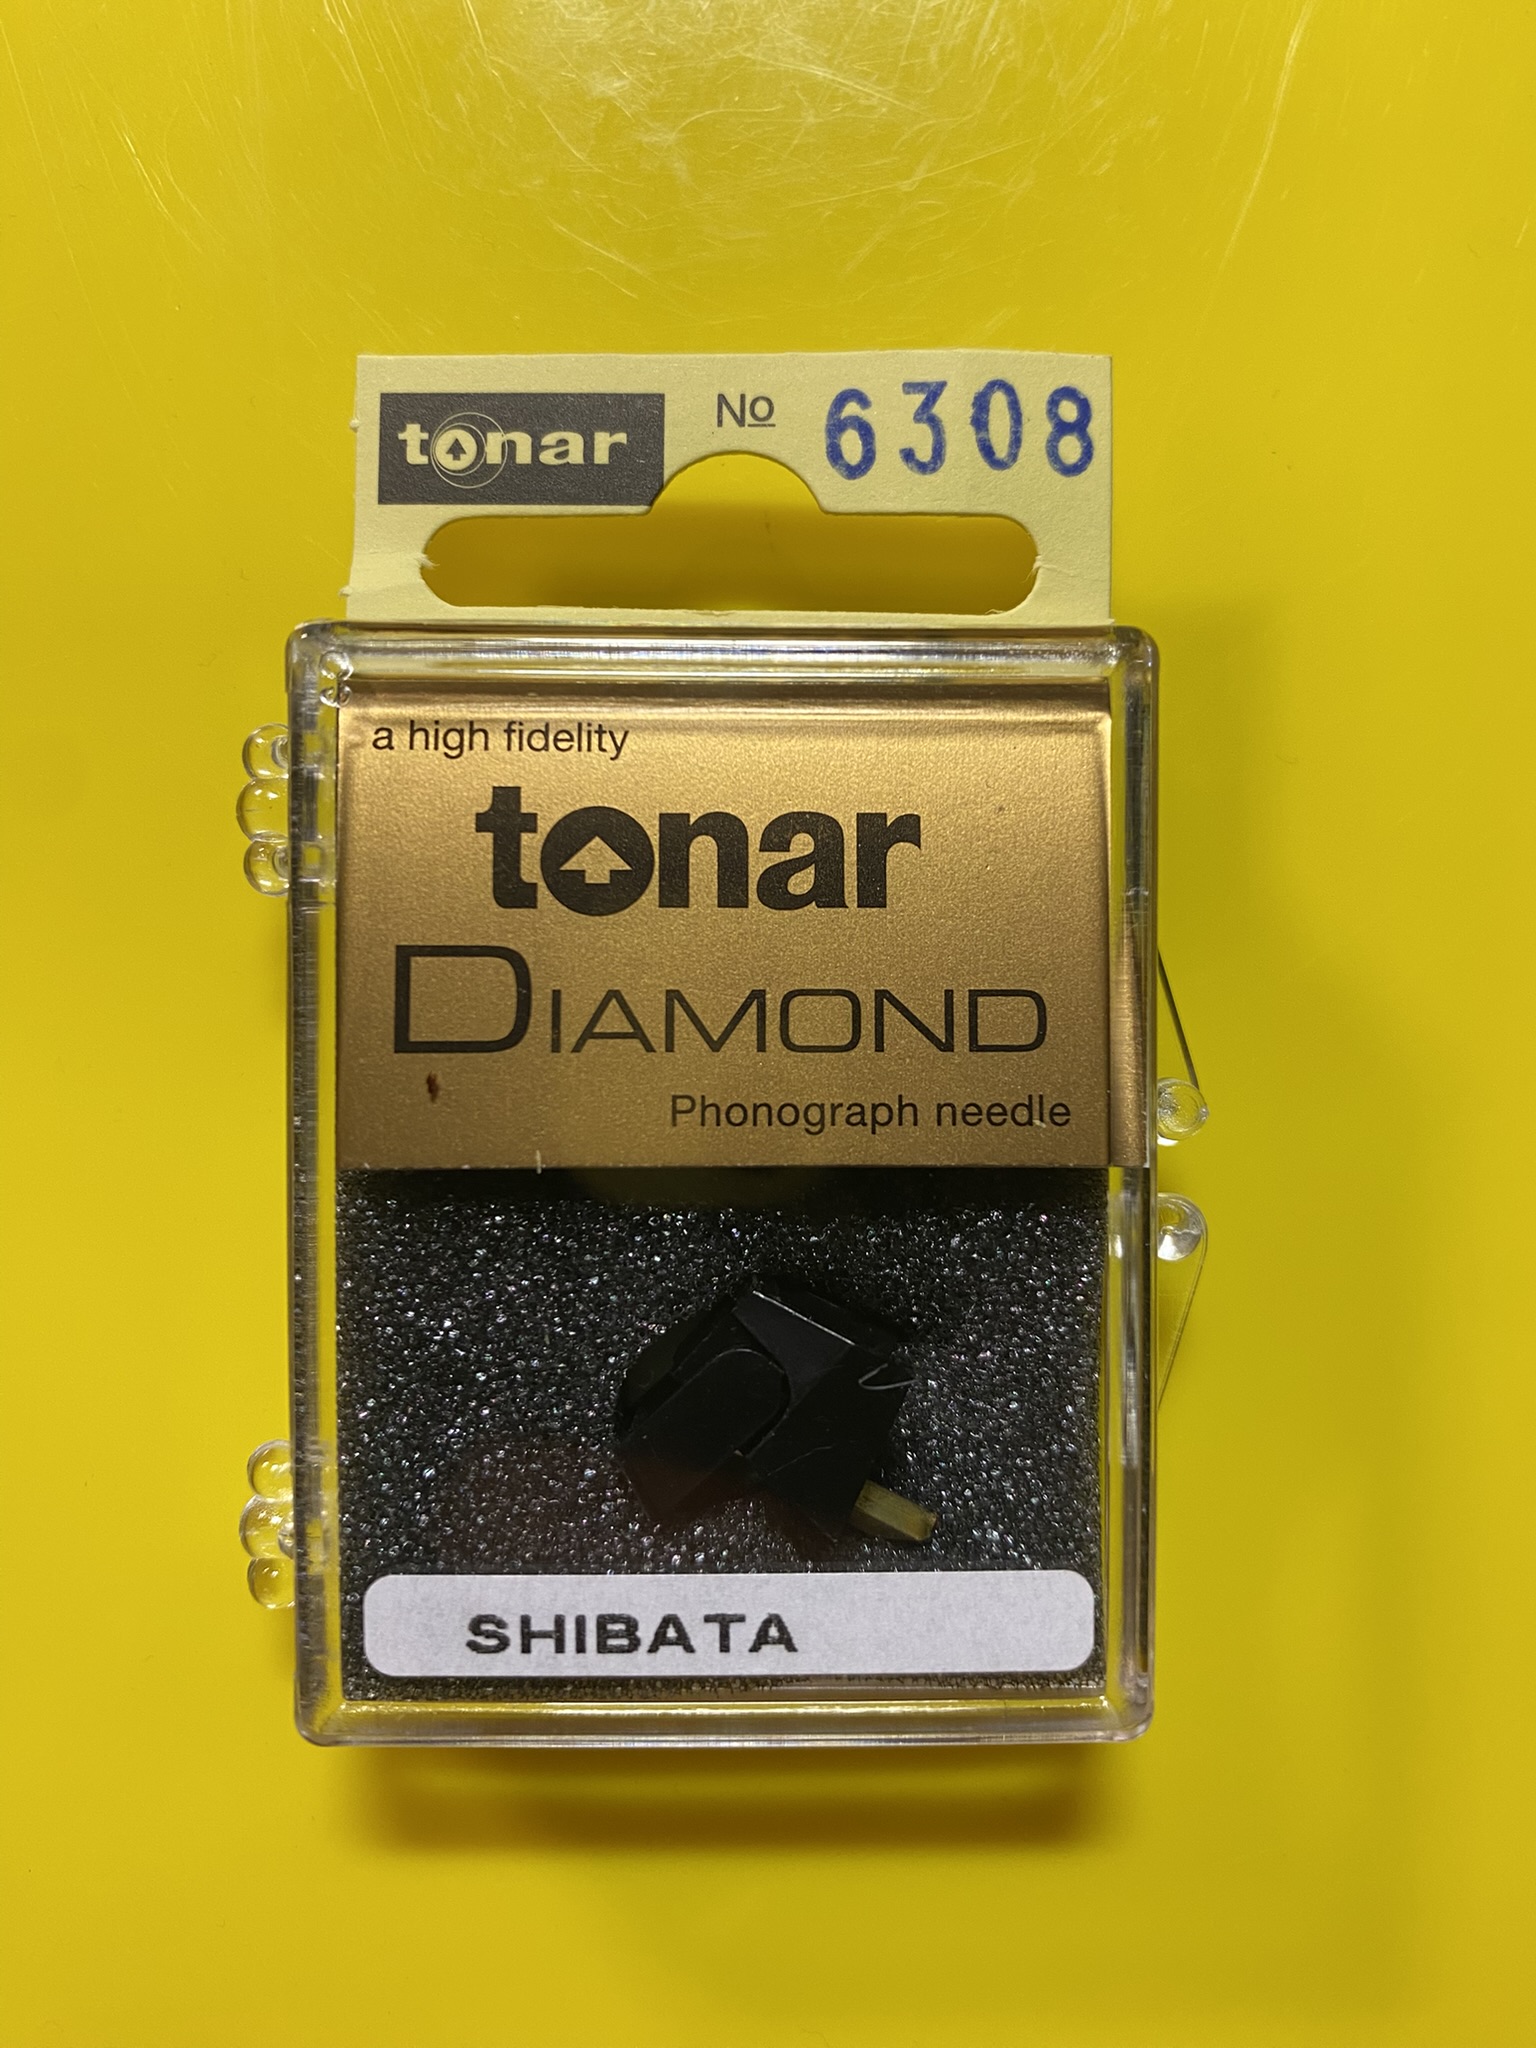 tonar
No 6308
a high fidelity
tonar
DIAMOND
Phonograph needle
SHIBATA